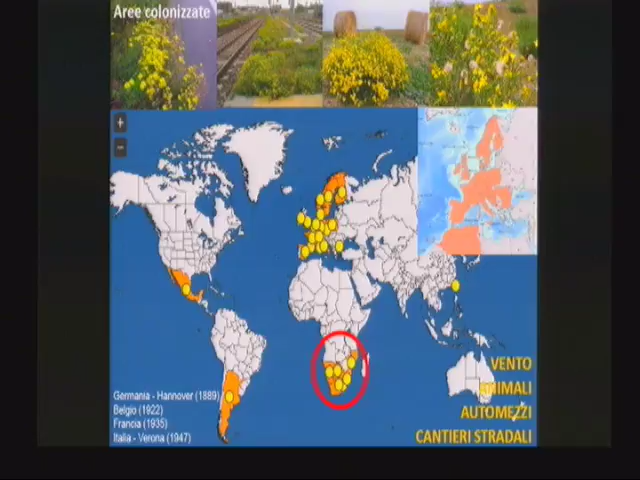 Aree colonizzate
+
-
Germania - Hannover (1889)
Belgio (1922)
Francia (1935)
Italia - Verona (1947)
VENTO
ANIMALI
AUTOMEZZI
CANTIERI STRADALI